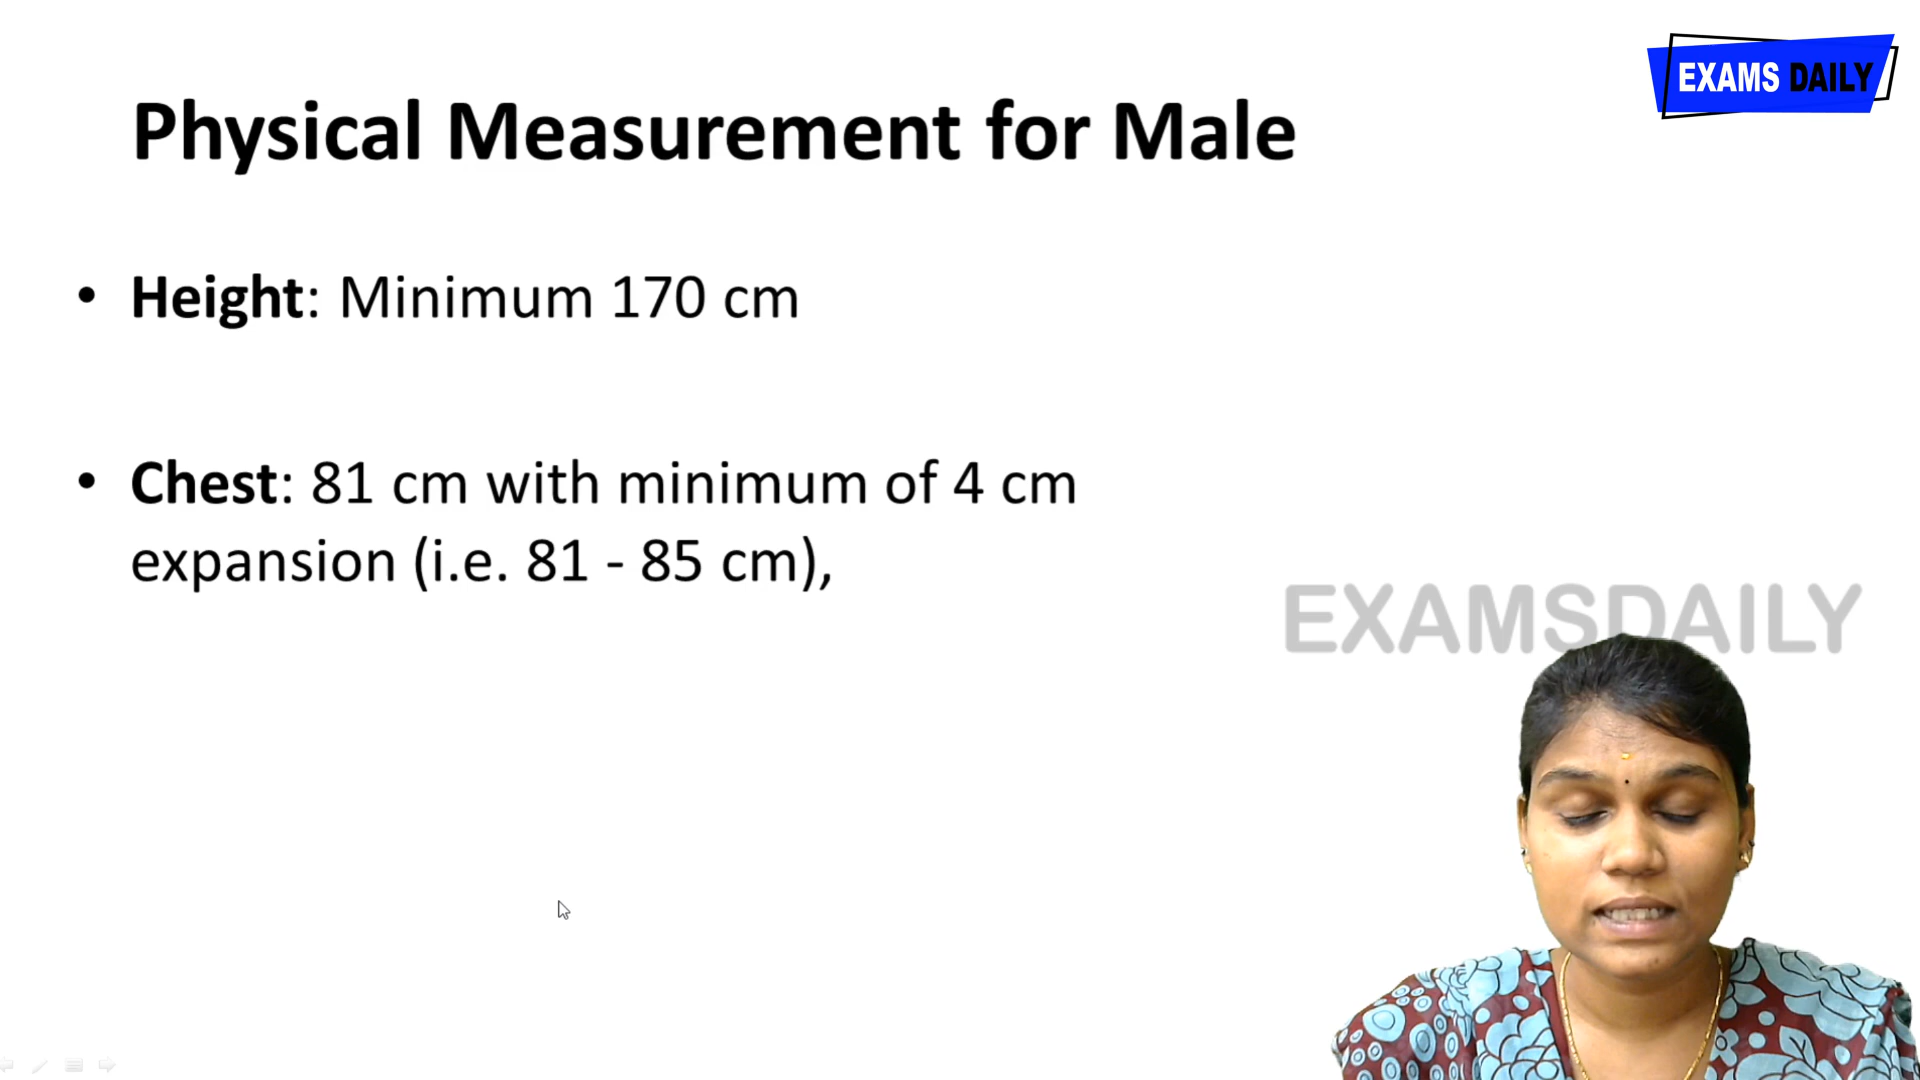 EXAMS DAILY
Physical Measurement for Male
• Height: Minimum 170 cm
• Chest: 81 cm with minimum of 4 cm
expansion (i.e. 81 - 85 cm),
EXAMSDAILY